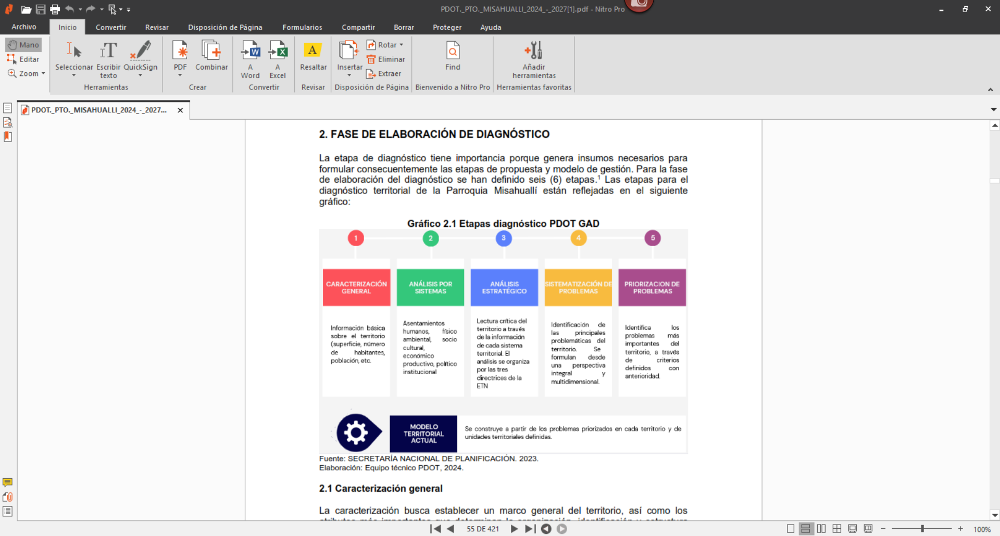 PDOT._PTO._MISAHUALLI_2024_-_2027[1].pdf - Nitro Pro
Archivo
Inicio
Convertir
Revisar
Disposición de Página
Formularios
Compartir
Borrar
Proteger
Ayuda
Mano
Editar
Zoom
Seleccionar
Escribir
texto
QuickSign
Herramientas
PDF
Combinar
Crear
A
Word
A
Excel
Convertir
Resaltar
Revisar
Insertar
Rotar
Eliminar
Extraer
Disposición de Página
Find
Bienvenido a Nitro Pro
Añadir
herramientas
Herramientas favoritas
PDOT._PTO._MISAHUALLI_2024_-_2027...
2. FASE DE ELABORACIÓN DE DIAGNÓSTICO
La etapa de diagnóstico tiene importancia porque genera insumos necesarios para
formular consecuentemente las etapas de propuesta y modelo de gestión. Para la fase
de elaboración del diagnóstico se han definido seis (6) etapas.¹ Las etapas para el
diagnóstico territorial de la Parroquia Misahuallí están reflejadas en el siguiente
gráfico:
Gráfico 2.1 Etapas diagnóstico PDOT GAD
1
2
3
4
5
CARACTERIZACIÓN
GENERAL
Información básica
sobre el territorio
(superficie, número
de habitantes,
población, etc.
ANÁLISIS POR
SISTEMAS
Asentamientos
humanos, físico
ambiental, socio
cultural,
económico
productivo, político
institucional
ANÁLISIS
ESTRATÉGICO
Lectura crítica del
territorio a través
de la información
de cada sistema
territorial. El
análisis se organiza
por las tres
directrices de la
ETN
SISTEMATIZACIÓN DE
PROBLEMAS
Identificación de
las principales
problemáticas del
territorio. Se
formulan desde
una perspectiva
integral y
multidimensional.
PRIORIZACION DE
PROBLEMAS
Identifica los
problemas más
importantes del
territorio, a través
de criterios
definidos con
anterioridad.
MODELO
TERRITORIAL
ACTUAL
Se construye a partir de los problemas priorizados en cada territorio y de
unidades territoriales definidas.
Fuente: SECRETARÍA NACIONAL DE PLANIFICACIÓN. 2023.
Elaboración: Equipo técnico PDOT, 2024.
2.1 Caracterización general
La caracterización busca establecer un marco general del territorio, así como los
atributos más importantes que determinan la organización, identificación y estructura
55 DE 421
100%